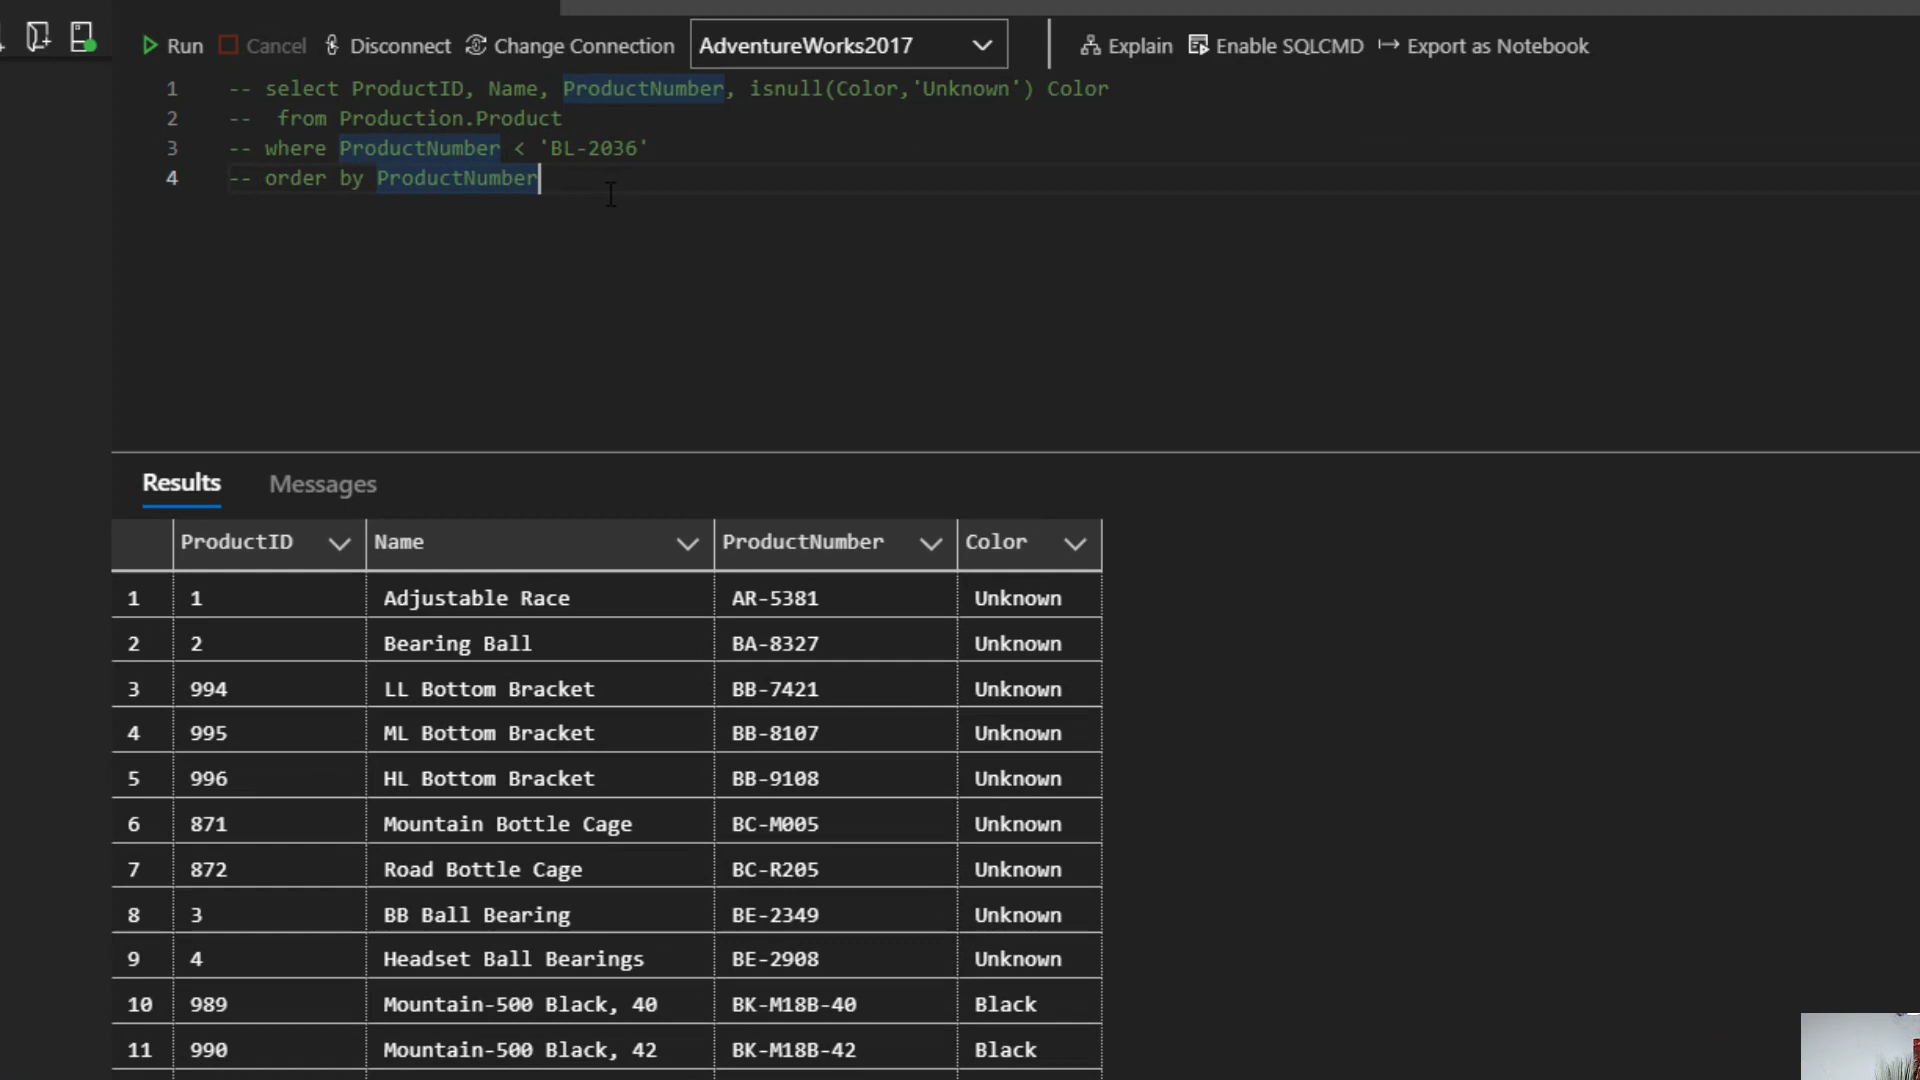 Run Cancel Disconnect Change Connection AdventureWorks2017 Explain Enable SQLCMD Export as Notebook
1 -- select ProductID, Name, ProductNumber, isnull(Color,'Unknown') Color
2 --  from Production.Product
3 -- where ProductNumber < 'BL-2036'
4 -- order by ProductNumber
Results Messages
ProductID Name ProductNumber Color
1 1 Adjustable Race AR-5381 Unknown
2 2 Bearing Ball BA-8327 Unknown
3 994 LL Bottom Bracket BB-7421 Unknown
4 995 ML Bottom Bracket BB-8107 Unknown
5 996 HL Bottom Bracket BB-9108 Unknown
6 871 Mountain Bottle Cage BC-M005 Unknown
7 872 Road Bottle Cage BC-R205 Unknown
8 3 BB Ball Bearing BE-2349 Unknown
9 4 Headset Ball Bearings BE-2908 Unknown
10 989 Mountain-500 Black, 40 BK-M18B-40 Black
11 990 Mountain-500 Black, 42 BK-M18B-42 Black